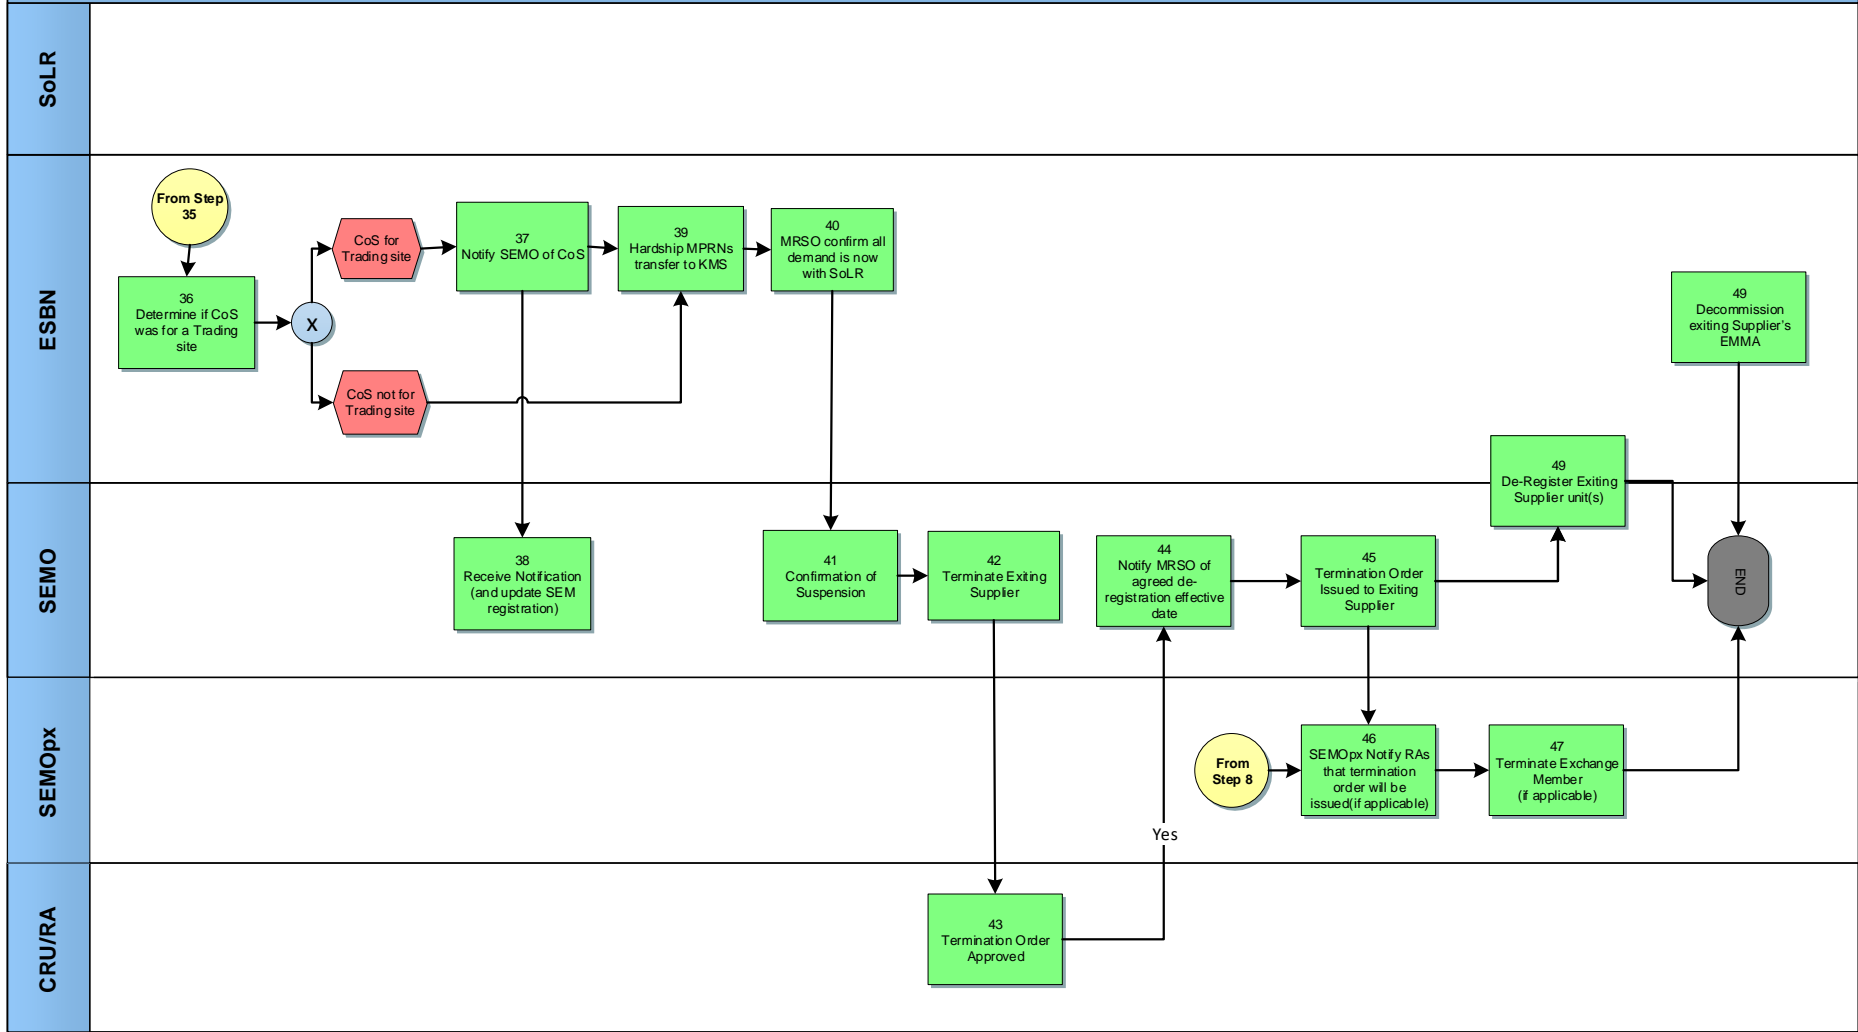 SoLR
ESBN
From Step
35
36
Determine if CoS
was for a Trading
site
X
CoS for
Trading site
CoS not for
Trading site
37
Notify SEMO of CoS
39
Hardship MPRNs
transfer to KMS
40
MRSO confirm all
demand is now
with SoLR
49
Decommission
exiting Supplier's
EMMA
49
De-Register Exiting
Supplier unit(s)
SEMO
38
Receive Notification
(and update SEM
registration)
41
Confirmation of
Suspension
42
Terminate Exiting
Supplier
44
Notify MRSO of
agreed de-
registration effective
date
45
Termination Order
Issued to Exiting
Supplier
END
SEMOpx
From
Step 8
46
SEMOpx Notify RAs
that termination
order will be
issued(if applicable)
47
Terminate Exchange
Member
(if applicable)
Yes
CRU/RA
43
Termination Order
Approved